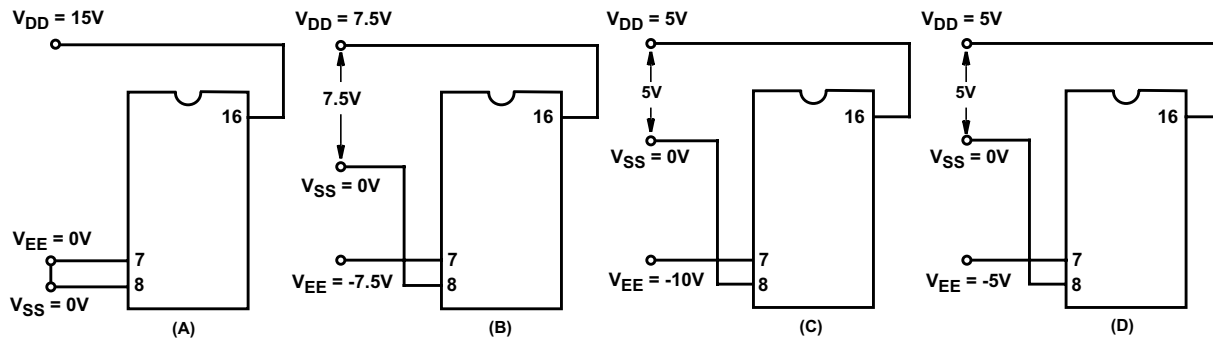 VDD = 15V
16
VEE = 0V
7
8
VSS = 0V
(A)
VDD = 7.5V
7.5V
16
VSS = 0V
7
VEE = -7.5V
8
(B)
VDD = 5V
5V
16
VSS = 0V
7
VEE = -10V
8
(C)
VDD = 5V
5V
16
VSS = 0V
7
VEE = -5V
8
(D)